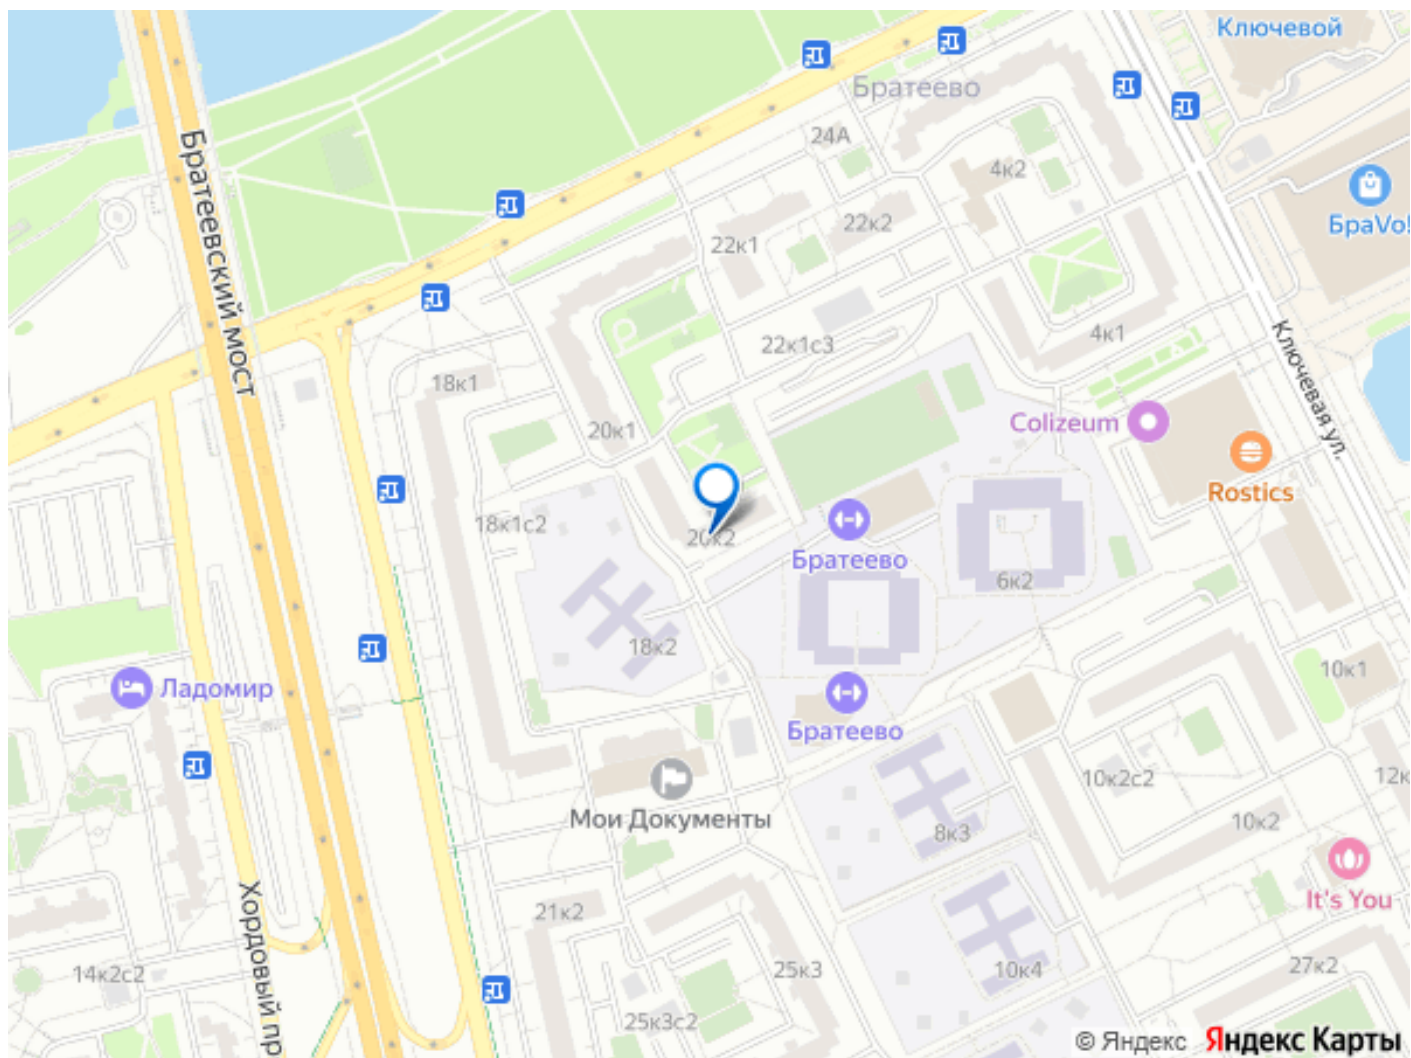 Ключевой
Братеево
24А
4к2
Братеевский мост
БраVo!
22к2
22к1
4к1
22к1с3
Ключевая ул.
18к1
Colizeum
20к1
Rostics
18к1с2
20к2
Братеево
6к2
18к2
10к1
Ладомир
Братеево
10к2с2
12к
Мои Документы
8к3
10к2
It's You
21к2
Хордовый пр
14к2с2
25к3
10к4
27к2
25к3с2
© Яндекс Яндекс Карты